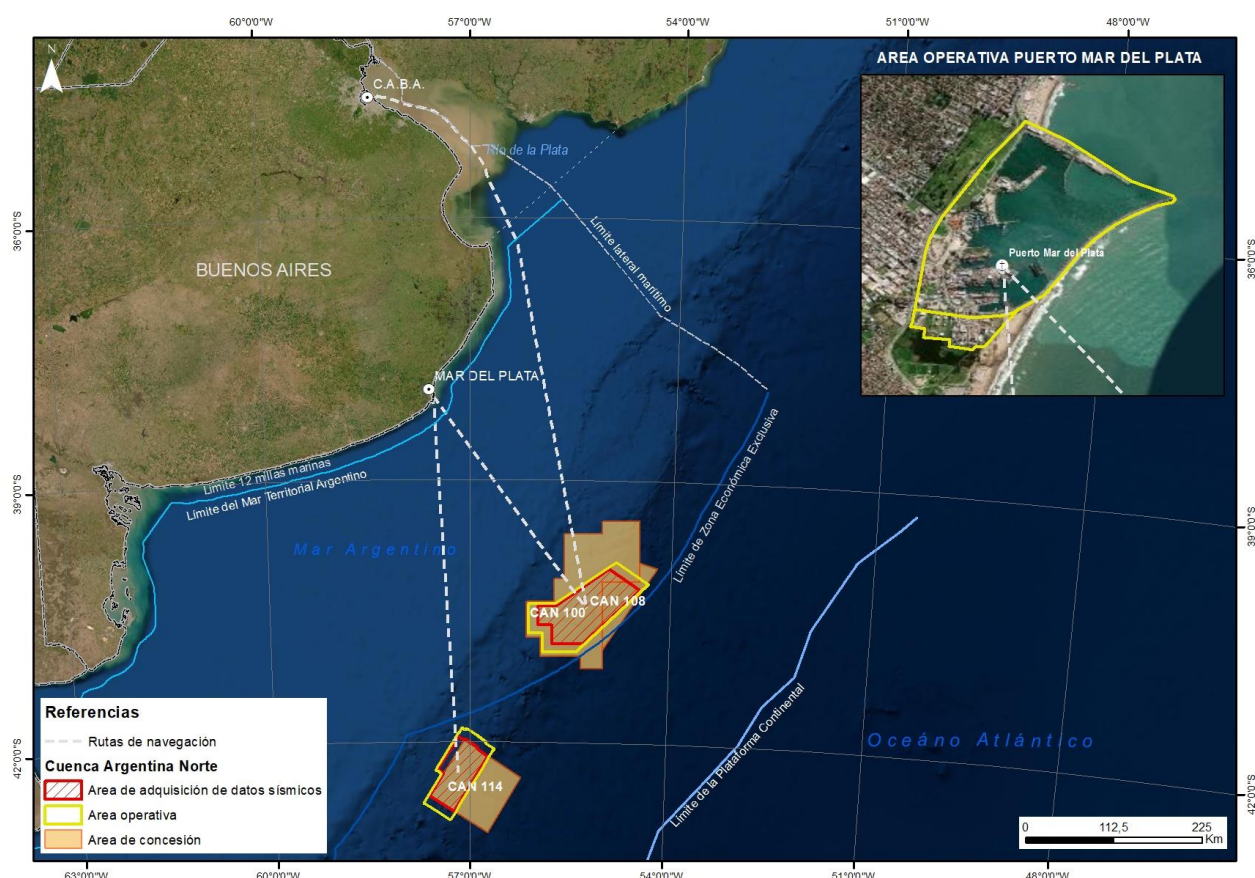 60°0'0"W
57°0'0"W
54°0'0"W
51°0'0"W
48°0'0"W
N
AREA OPERATIVA PUERTO MAR DEL PLATA
C.A.B.A.
Río de la Plata
36°0'0"S
36°0'0"S
BUENOS AIRES
Límite lateral marítimo
Puerto Mar del Plata
MAR DEL PLATA
Límite 12 millas marinas
Límite del Mar Territorial Argentino
Límite de Zona Económica Exclusiva
39°0'0"S
39°0'0"S
Mar Argentino
CAN 100
CAN 108
Límite de la Plataforma Continental
Oceáno Atlántico
42°0'0"S
42°0'0"S
CAN 114
Referencias
Rutas de navegación
Cuenca Argentina Norte
Area de adquisición de datos sísmicos
Area operativa
Area de concesión
0 112,5 225
Km
63°0'0"W
60°0'0"W
57°0'0"W
54°0'0"W
51°0'0"W
48°0'0"W